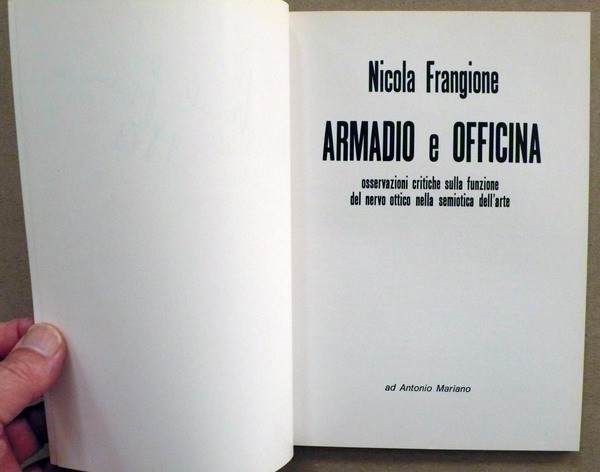 Nicola Frangione
ARMADIO e OFFICINA
osservazioni critiche sulla funzione
del nervo ottico nella semiotica dell'arte
ad Antonio Mariano